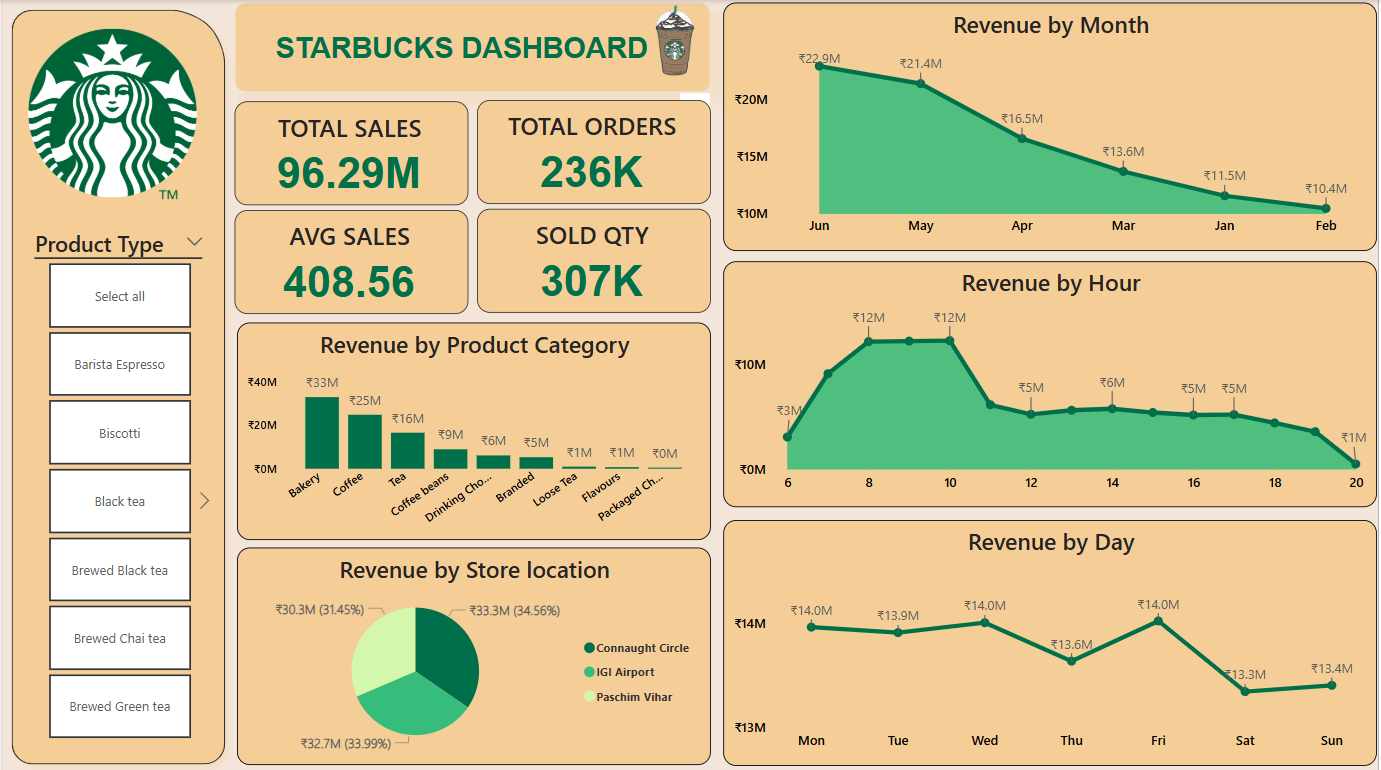 TM
Product Type
Select all
Barista Espresso
Biscotti
Black tea
Brewed Black tea
Brewed Chai tea
Brewed Green tea
STARBUCKS DASHBOARD
TOTAL SALES
96.29M
TOTAL ORDERS
236K
AVG SALES
408.56
SOLD QTY
307K
Revenue by Product Category
₹40M
₹20M
₹0M
₹33M
₹25M
₹16M
₹9M
₹6M
₹5M
₹1M
₹1M
₹0M
Bakery
Coffee
Tea
Coffee beans
Drinking Cho...
Branded
Loose Tea
Flavours
Packaged Ch...
Revenue by Store location
₹30.3M (31.45%)
₹33.3M (34.56%)
₹32.7M (33.99%)
Connaught Circle
IGI Airport
Paschim Vihar
Revenue by Month
₹20M
₹15M
₹10M
₹22.9M
₹21.4M
₹16.5M
₹13.6M
₹11.5M
₹10.4M
Jun May Apr Mar Jan Feb
Revenue by Hour
₹10M
₹0M
₹3M
₹12M
₹12M
₹5M
₹6M
₹5M
₹5M
₹1M
6 8 10 12 14 16 18 20
Revenue by Day
₹14M
₹13M
₹14.0M
₹13.9M
₹14.0M
₹13.6M
₹14.0M
₹13.3M
₹13.4M
Mon Tue Wed Thu Fri Sat Sun